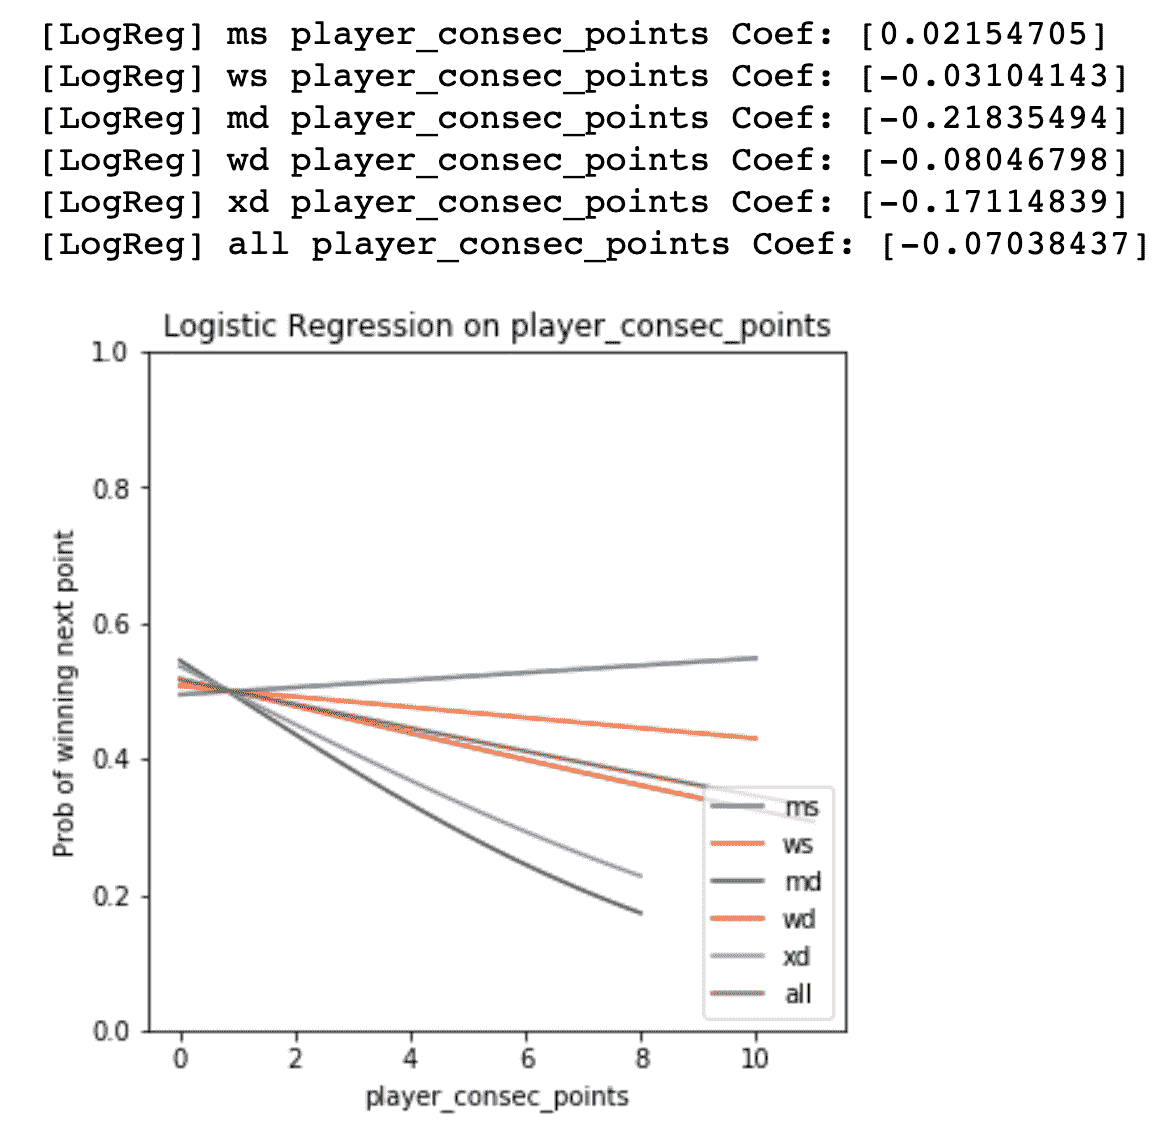 [LogReg] ms player_consec_points Coef: [0.02154705]
[LogReg] ws player_consec_points Coef: [-0.03104143]
[LogReg] md player_consec_points Coef: [-0.21835494]
[LogReg] wd player_consec_points Coef: [-0.08046798]
[LogReg] xd player_consec_points Coef: [-0.17114839]
[LogReg] all player_consec_points Coef: [-0.07038437]
Logistic Regression on player_consec_points
1.0
0.8
0.6
0.4
0.2
0.0
Prob of winning next point
ms
ws
md
wd
xd
all
0 2 4 6 8 10
player_consec_points